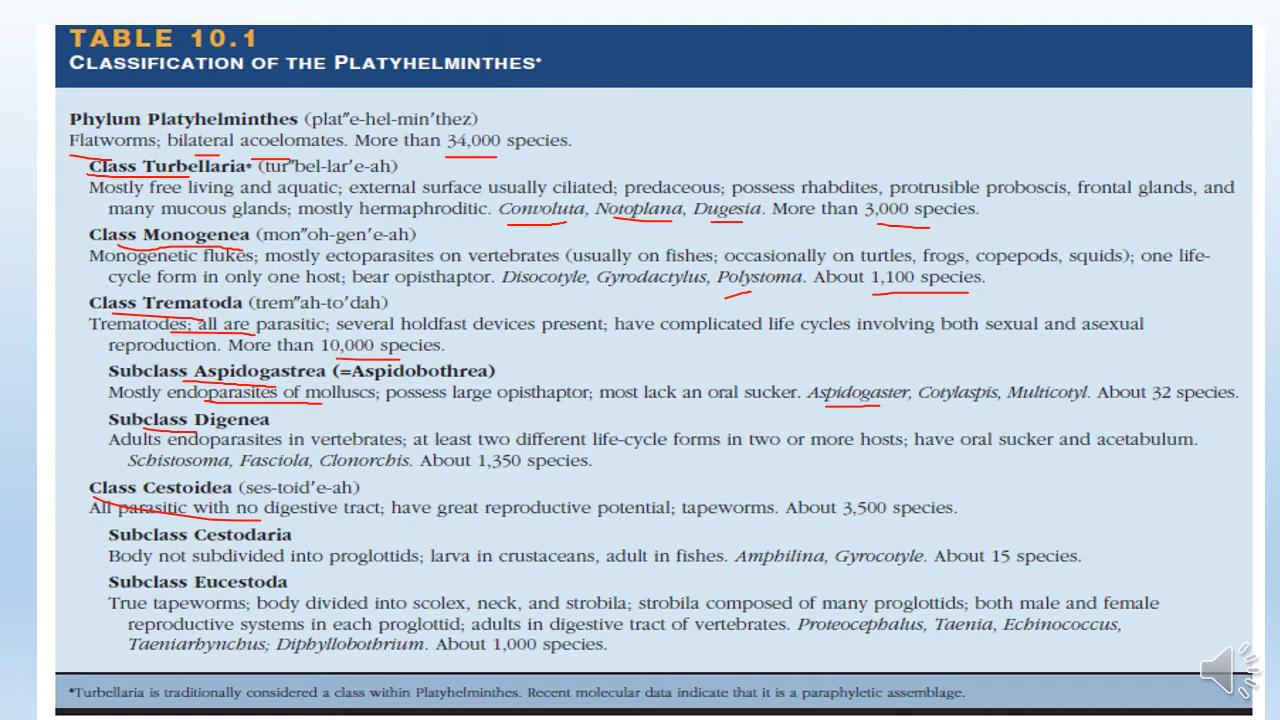 TABLE 10.1
CLASSIFICATION OF THE PLATYHELMINTHES*
Phylum Platyhelminthes (plat″e-hel-min′thez)
Flatworms; bilateral acoelomates. More than 34,000 species.
Class Turbellaria* (tur″bel-lar′e-ah)
Mostly free living and aquatic; external surface usually ciliated; predaceous; possess rhabdites, protrusible proboscis, frontal glands, and
many mucous glands; mostly hermaphroditic. Convoluta, Notoplana, Dugesia. More than 3,000 species.
Class Monogenea (mon″oh-gen′e-ah)
Monogenetic flukes; mostly ectoparasites on vertebrates (usually on fishes; occasionally on turtles, frogs, copepods, squids); one life-
cycle form in only one host; bear opisthaptor. Disocotyle, Gyrodactylus, Polystoma. About 1,100 species.
Class Trematoda (trem″ah-to′dah)
Trematodes; all are parasitic; several holdfast devices present; have complicated life cycles involving both sexual and asexual
reproduction. More than 10,000 species.
Subclass Aspidogastrea (=Aspidobothrea)
Mostly endoparasites of molluscs; possess large opisthaptor; most lack an oral sucker. Aspidogaster, Cotylaspis, Multicotyl. About 32 species.
Subclass Digenea
Adults endoparasites in vertebrates; at least two different life-cycle forms in two or more hosts; have oral sucker and acetabulum.
Schistosoma, Fasciola, Clonorchis. About 1,350 species.
Class Cestoidea (ses-toid′e-ah)
All parasitic with no digestive tract; have great reproductive potential; tapeworms. About 3,500 species.
Subclass Cestodaria
Body not subdivided into proglottids; larva in crustaceans, adult in fishes. Amphilina, Gyrocotyle. About 15 species.
Subclass Eucestoda
True tapeworms; body divided into scolex, neck, and strobila; strobila composed of many proglottids; both male and female
reproductive systems in each proglottid; adults in digestive tract of vertebrates. Proteocephalus, Taenia, Echinococcus,
Taeniarhynchus; Diphyllobothrium. About 1,000 species.
*Turbellaria is traditionally considered a class within Platyhelminthes. Recent molecular data indicate that it is a paraphyletic assemblage.